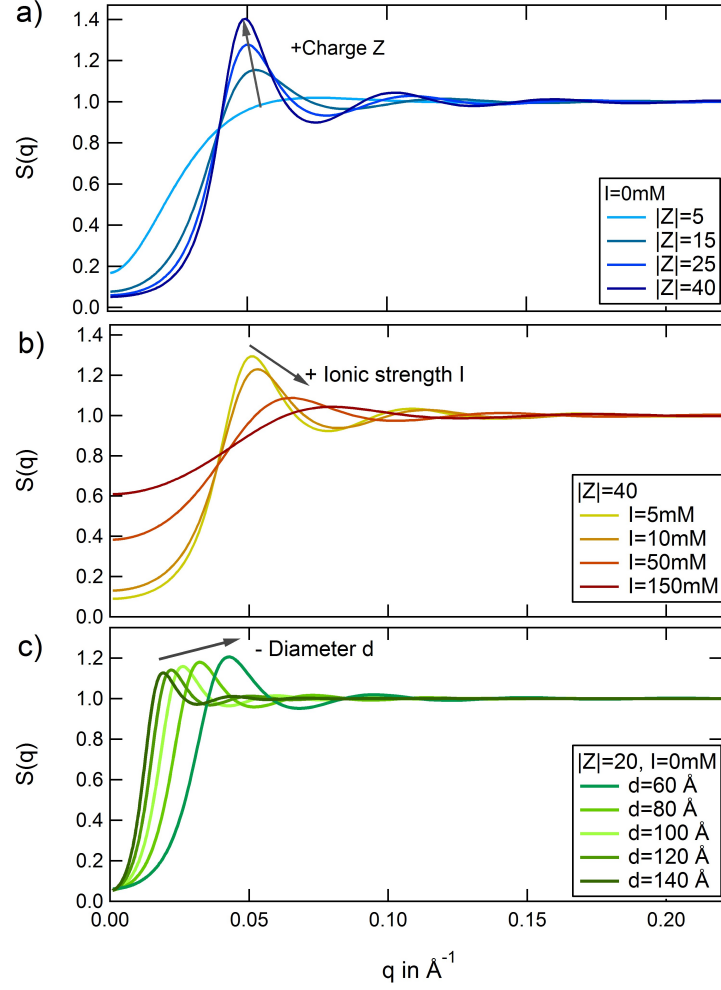 a)
1.4
1.2
1.0
0.8
0.6
0.4
0.2
0.0
S(q)
+Charge Z
I=0mM
|Z|=5
|Z|=15
|Z|=25
|Z|=40
b)
1.4
1.2
1.0
0.8
0.6
0.4
0.2
0.0
S(q)
+ Ionic strength I
|Z|=40
I=5mM
I=10mM
I=50mM
I=150mM
c)
1.2
1.0
0.8
0.6
0.4
0.2
0.0
S(q)
- Diameter d
|Z|=20, I=0mM
d=60 Å
d=80 Å
d=100 Å
d=120 Å
d=140 Å
0.00
0.05
0.10
0.15
0.20
q in Å⁻¹